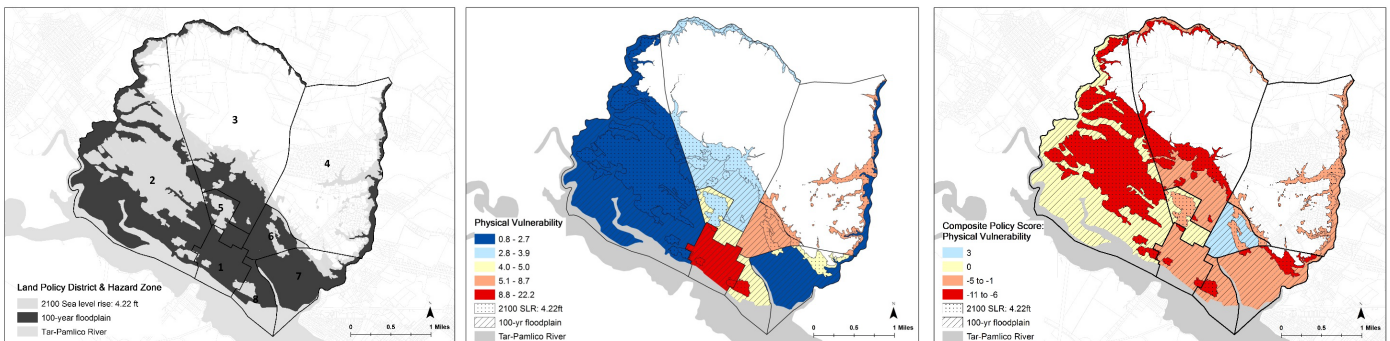 3
4
2
5
6
1
7
8
Land Policy District & Hazard Zone
2100 Sea level rise: 4.22 ft
100-year floodplain
Tar-Pamlico River
N
0 0.5 1 Miles
Physical Vulnerability
0.8 - 2.7
2.8 - 3.9
4.0 - 5.0
5.1 - 8.7
8.8 - 22.2
2100 SLR: 4.22ft
100-yr floodplain
Tar-Pamlico River
N
0 0.5 1 Miles
Composite Policy Score:
Physical Vulnerability
3
0
-5 to -1
-11 to -6
2100 SLR: 4.22ft
100-yr floodplain
Tar-Pamlico River
N
0 0.5 1 Miles